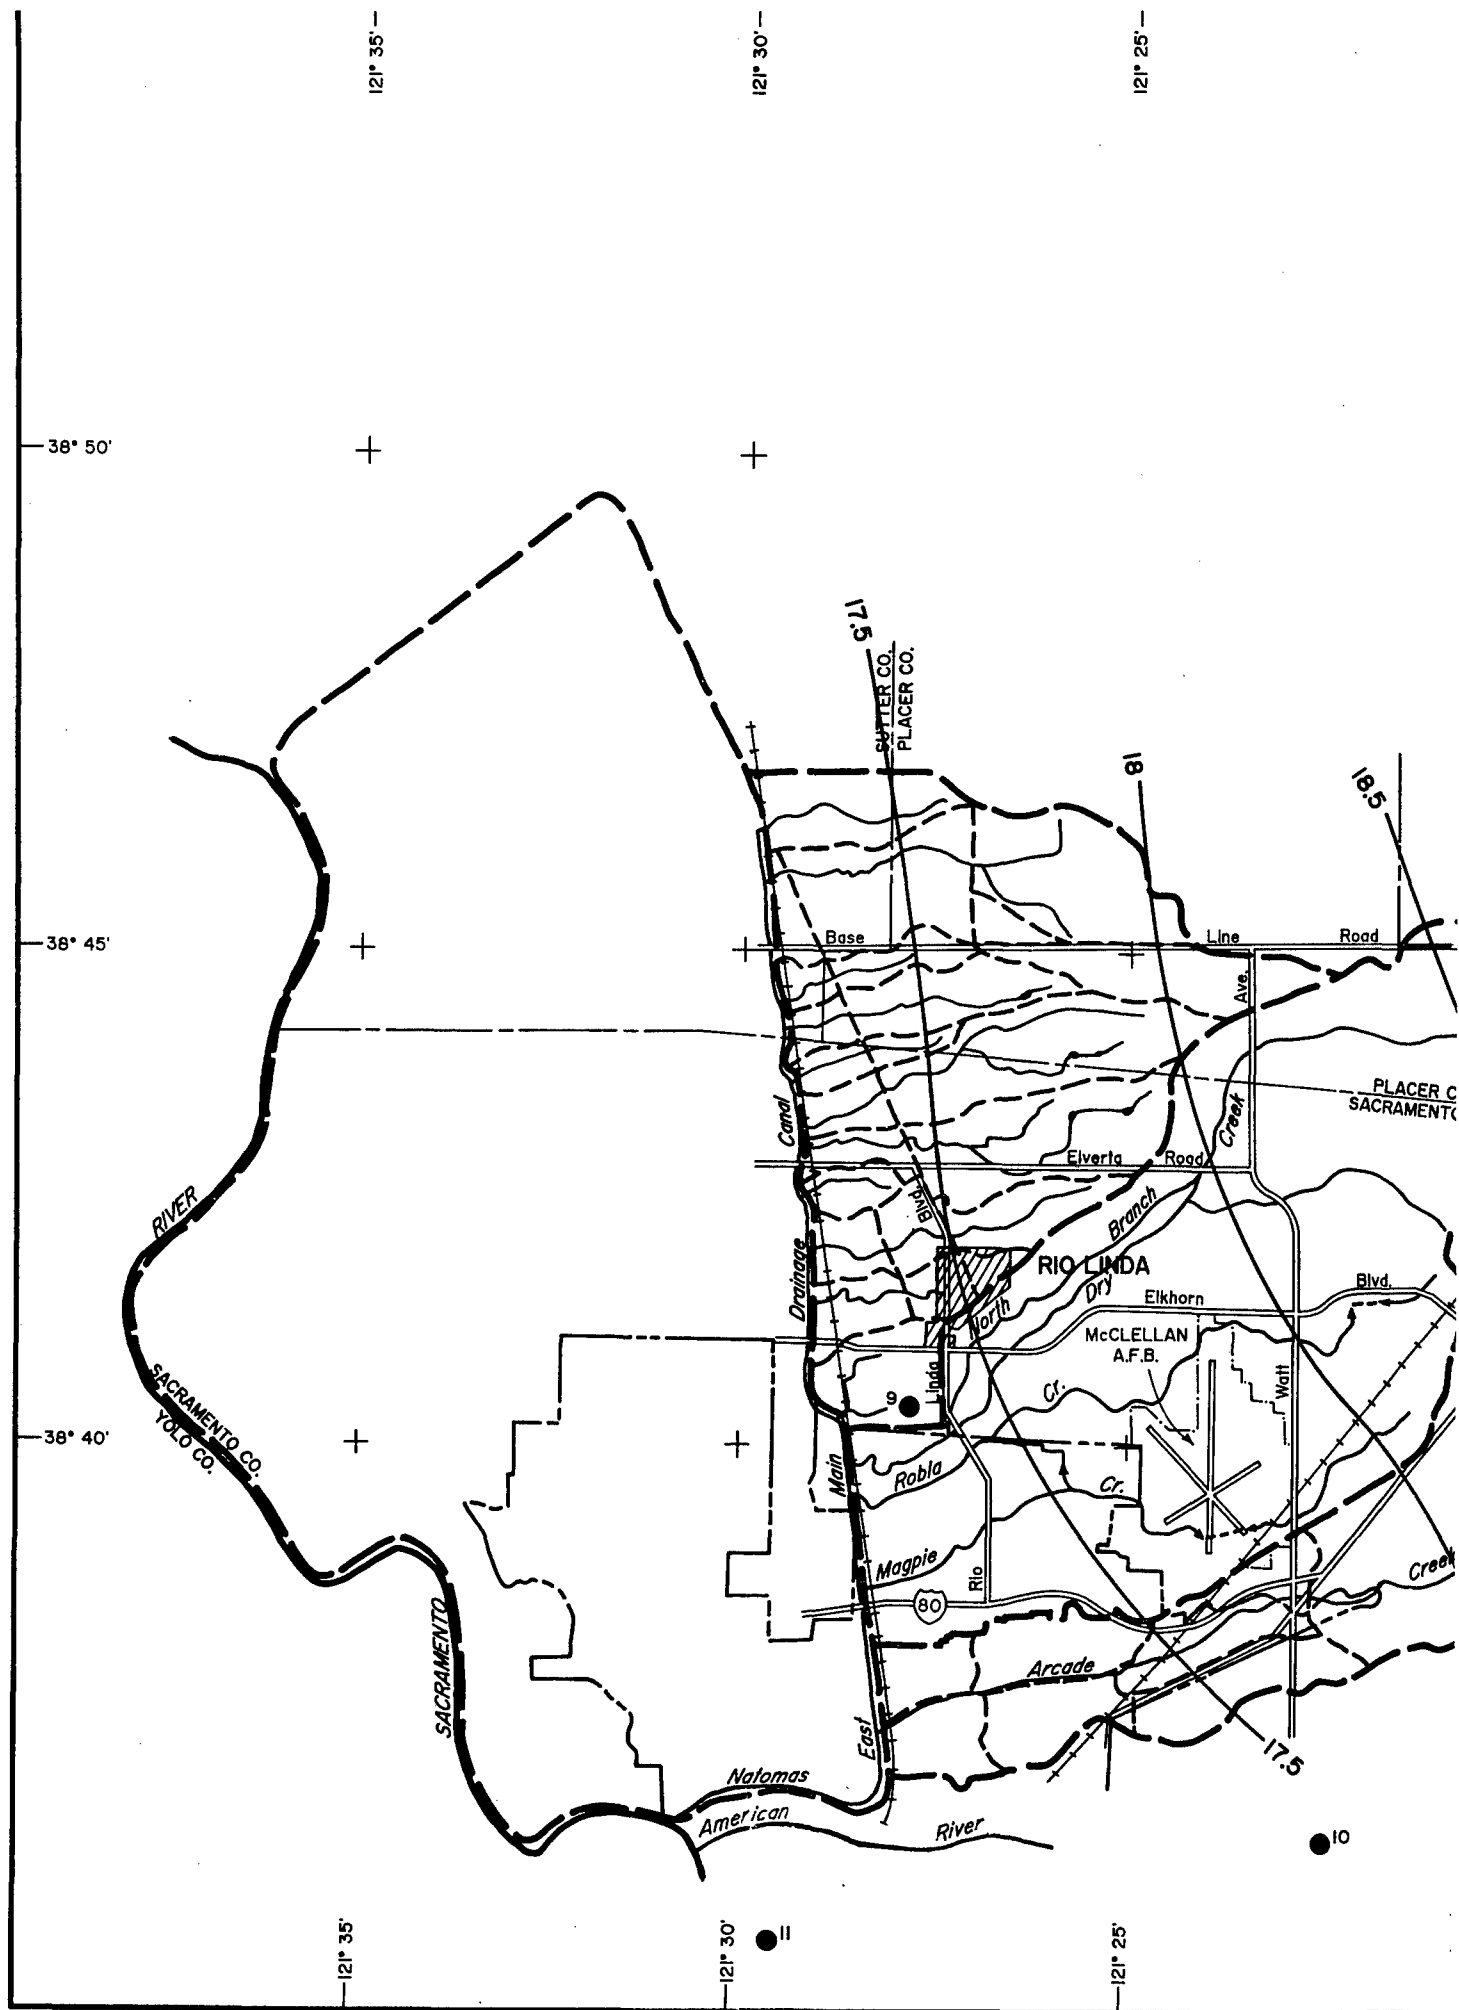 121° 35'
121° 30'
121° 25'
38° 50'
17.5
SUTTER CO.
PLACER CO.
18
18.5
38° 45'
Base
Line
Road
Ave.
PLACER C
SACRAMENTO
Canal
Creek
Elverta
Road
RIVER
Blvd.
Branch
Drainage
RIO LINDA
Dry
North
Elkhorn
Blvd.
McCLELLAN
A.F.B.
SACRAMENTO CO.
YOLO CO.
9
Linda
Cr.
Watt
38° 40'
Main
Robla
Cr.
Magpie
Rio
80
Creek
SACRAMENTO
Arcade
East
17.5
Natomas
American
River
10
11
121° 35'
121° 30'
121° 25'